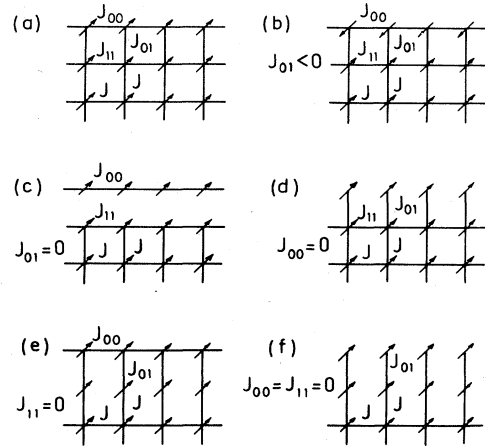 (a) J₀₀
J₁₁ J₀₁
J J
(b) J₀₀
J₀₁<0 J₁₁ J₀₁
J J
(c) J₀₀
J₁₁
J₀₁=0 J J
(d)
J₁₁ J₀₁
J₀₀=0 J J
(e) J₀₀
J₀₁
J₁₁=0 J J
(f)
J₀₁
J₀₀=J₁₁=0
J J